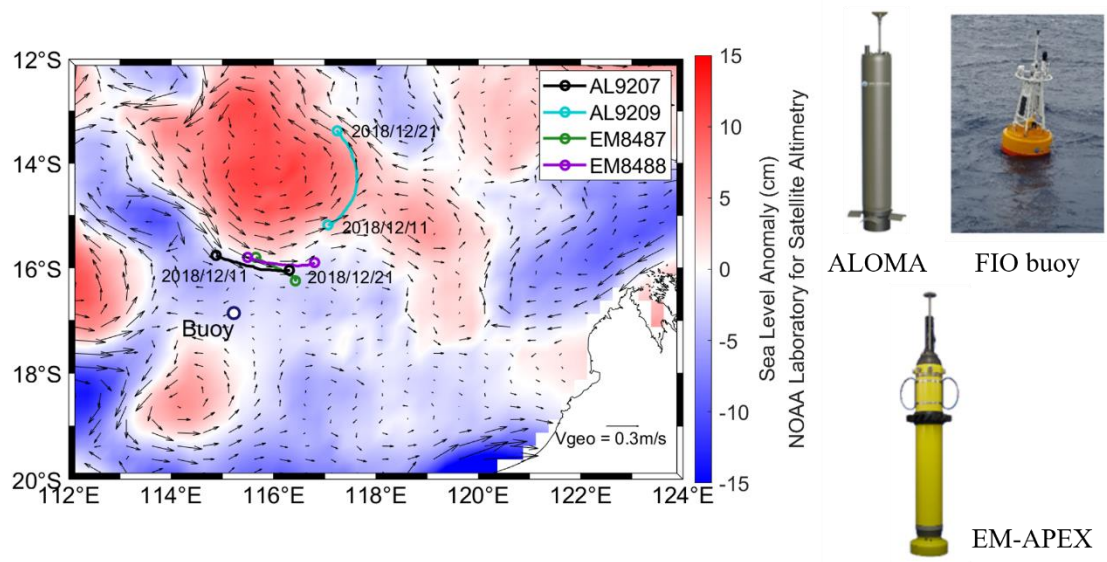 12°S
14°S
16°S
18°S
20°S
112°E
114°E
116°E
118°E
120°E
122°E
124°E
AL9207
AL9209
EM8487
EM8488
2018/12/21
2018/12/11
2018/12/11
2018/12/21
Buoy
Vgeo = 0.3m/s
15
10
5
0
-5
-10
-15
Sea Level Anomaly (cm)
NOAA Laboratory for Satellite Altimetry
ALOMA
FIO buoy
EM-APEX